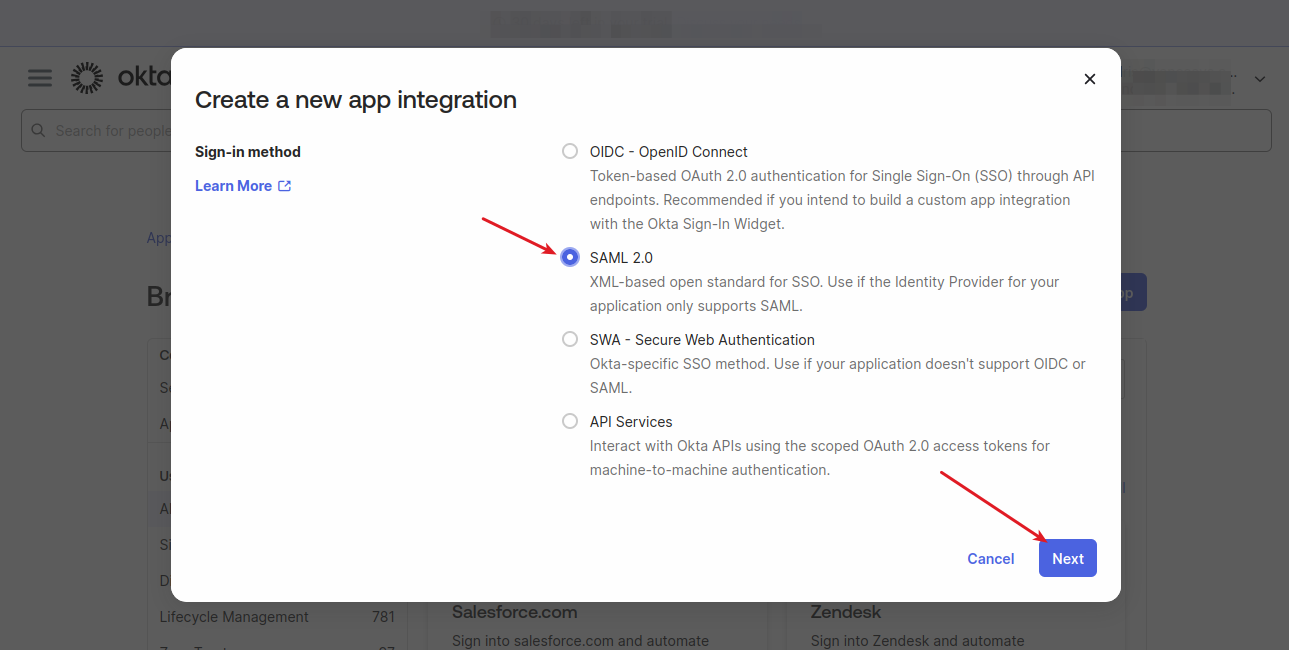 okta
Search for people
Create a new app integration
Sign-in method
Learn More
OIDC - OpenID Connect
Token-based OAuth 2.0 authentication for Single Sign-On (SSO) through API
endpoints. Recommended if you intend to build a custom app integration
with the Okta Sign-In Widget.
SAML 2.0
XML-based open standard for SSO. Use if the Identity Provider for your
application only supports SAML.
SWA - Secure Web Authentication
Okta-specific SSO method. Use if your application doesn't support OIDC or
SAML.
API Services
Interact with Okta APIs using the scoped OAuth 2.0 access tokens for
machine-to-machine authentication.
Cancel
Next
Lifecycle Management 781
Salesforce.com
Sign into salesforce.com and automate
Zendesk
Sign into Zendesk and automate